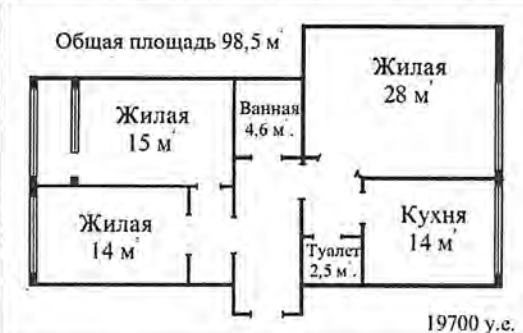 Общая площадь 98,5 м
Жилая
28 м
Жилая
15 м
Ванная
4,6 м .
Жилая
14 м
Кухня
14 м
Туалет
2,5 м .
19700 у.е.